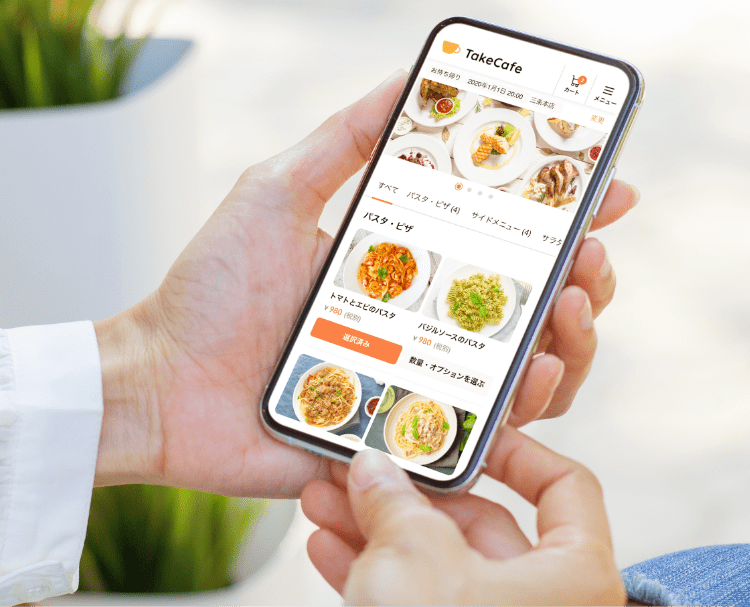 TakeCafe
カート
メニュー
お持ち帰り 2020年1月1日 20:00 三条本店 変更
すべて パスタ・ピザ (4) サイドメニュー (4) サラダ
パスタ・ピザ
トマトとエビのパスタ
¥ 980 (税別)
選択済み
バジルソースのパスタ
¥ 980 (税別)
数量・オプションを選ぶ